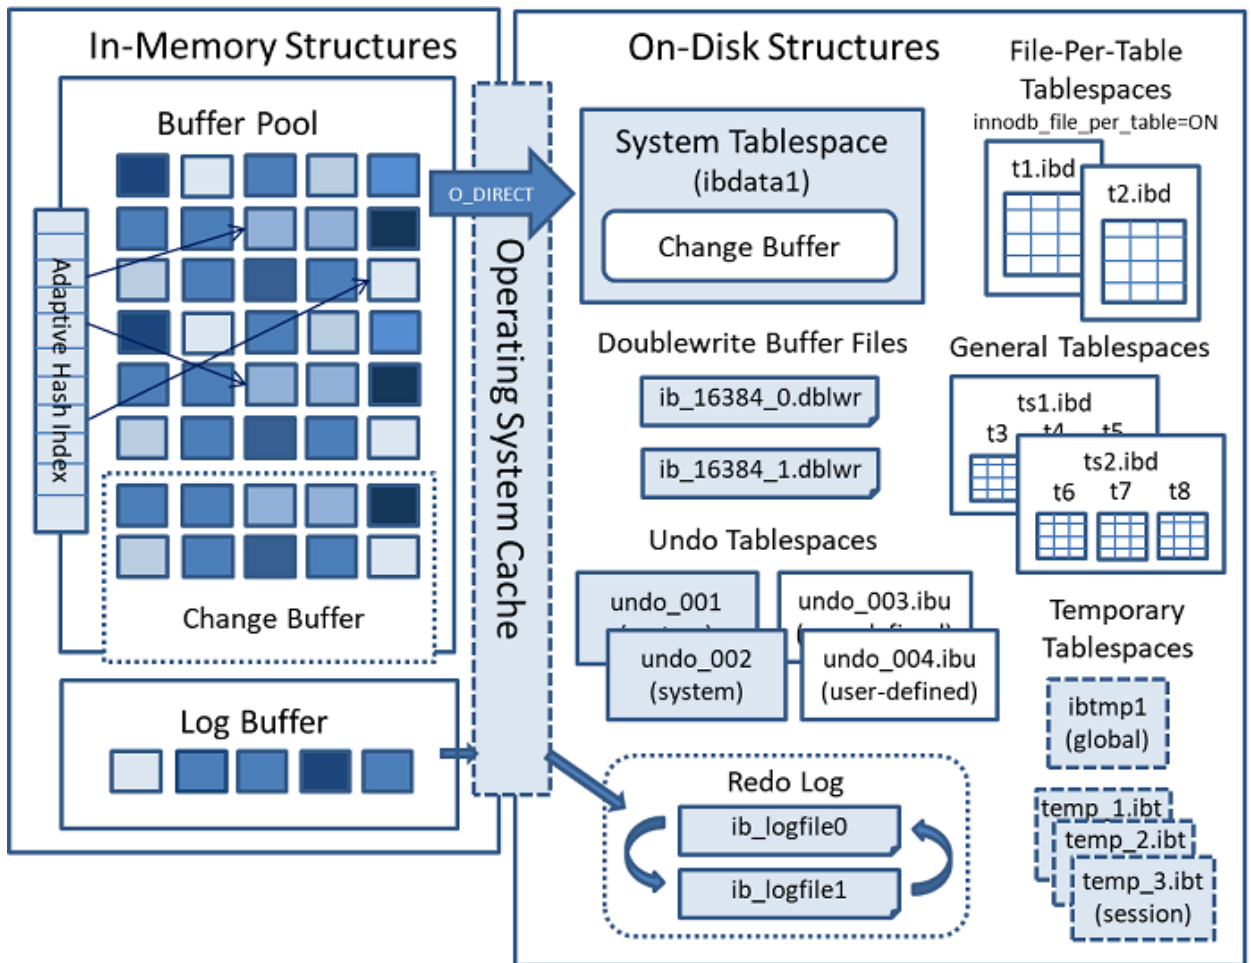 In-Memory Structures
Buffer Pool
Adaptive Hash Index
Change Buffer
Log Buffer
Operating System Cache
O_DIRECT
On-Disk Structures
System Tablespace
(ibdata1)
Change Buffer
Doublewrite Buffer Files
ib_16384_0.dblwr
ib_16384_1.dblwr
Undo Tablespaces
undo_001
undo_002
(system)
undo_003.ibu
undo_004.ibu
(user-defined)
Redo Log
ib_logfile0
ib_logfile1
File-Per-Table
Tablespaces
innodb_file_per_table=ON
t1.ibd
t2.ibd
General Tablespaces
ts1.ibd
t3 t4 t5
ts2.ibd
t6 t7 t8
Temporary
Tablespaces
ibtmp1
(global)
temp_1.ibt
temp_2.ibt
temp_3.ibt
(session)